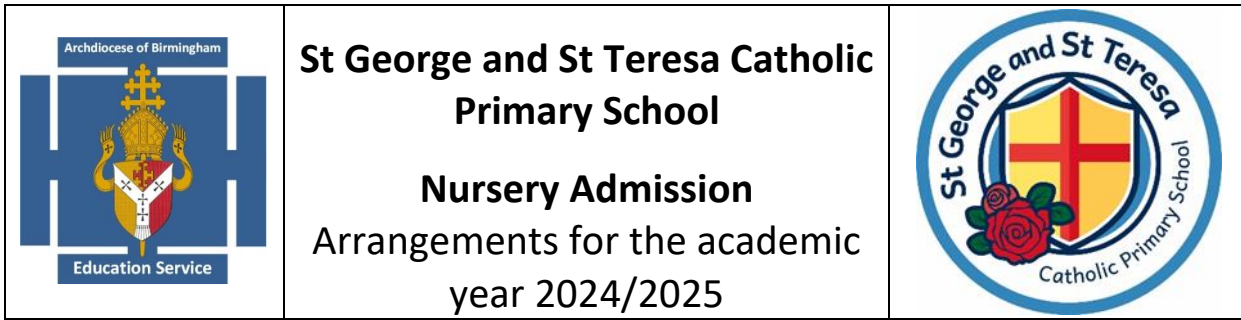 Archdiocese of Birmingham
Education Service
St George and St Teresa Catholic
Primary School
Nursery Admission
Arrangements for the academic
year 2024/2025
St George and St Teresa
Catholic Primary School